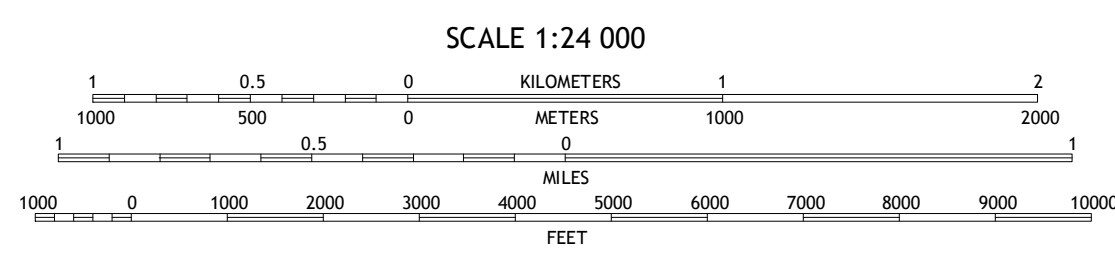 SCALE 1:24 000
1 0.5 0 KILOMETERS 1 2
1000 500 0 METERS 1000 2000
1 0.5 0 1
MILES
1000 0 1000 2000 3000 4000 5000 6000 7000 8000 9000 10000
FEET